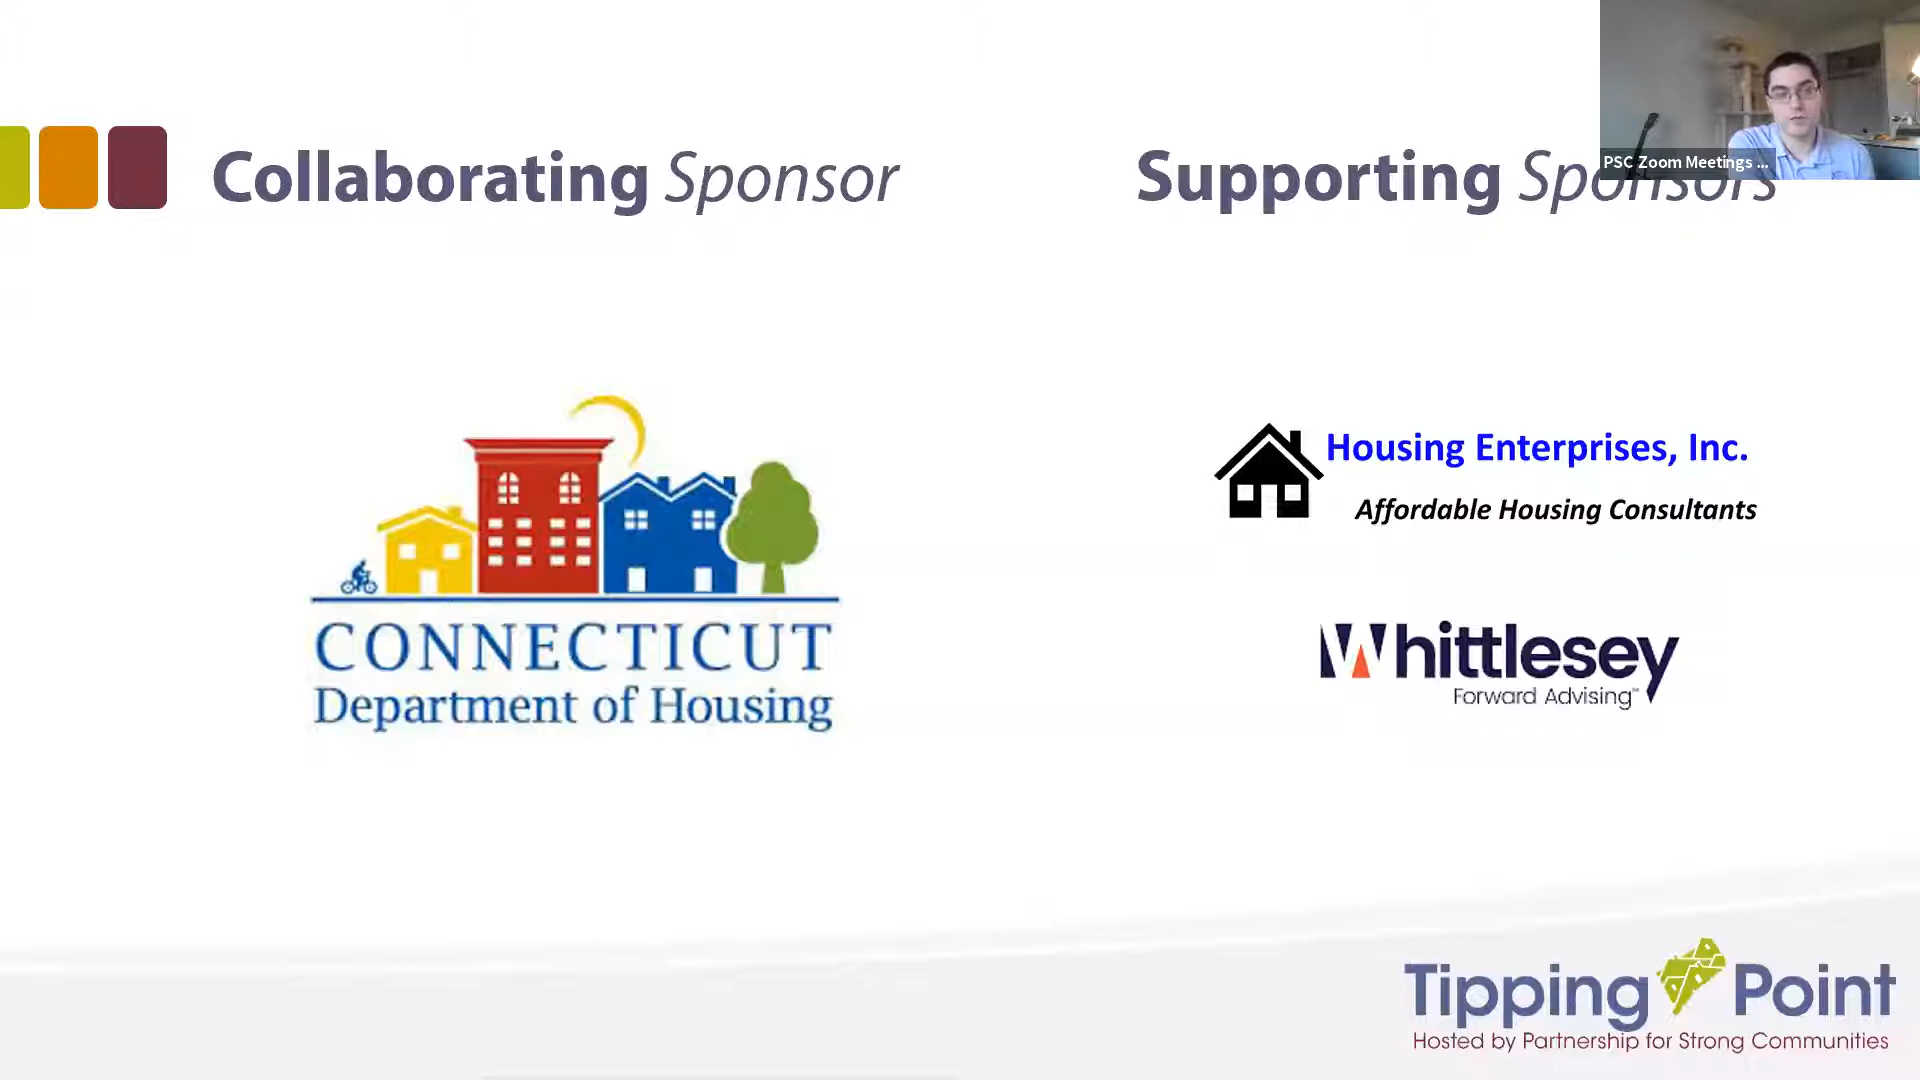 PSC Zoom Meetings ...
Collaborating Sponsor
Supporting Sponsors
CONNECTICUT
Department of Housing
Housing Enterprises, Inc.
Affordable Housing Consultants
Whittlesey
Forward Advising™
Tipping Point
Hosted by Partnership for Strong Communities